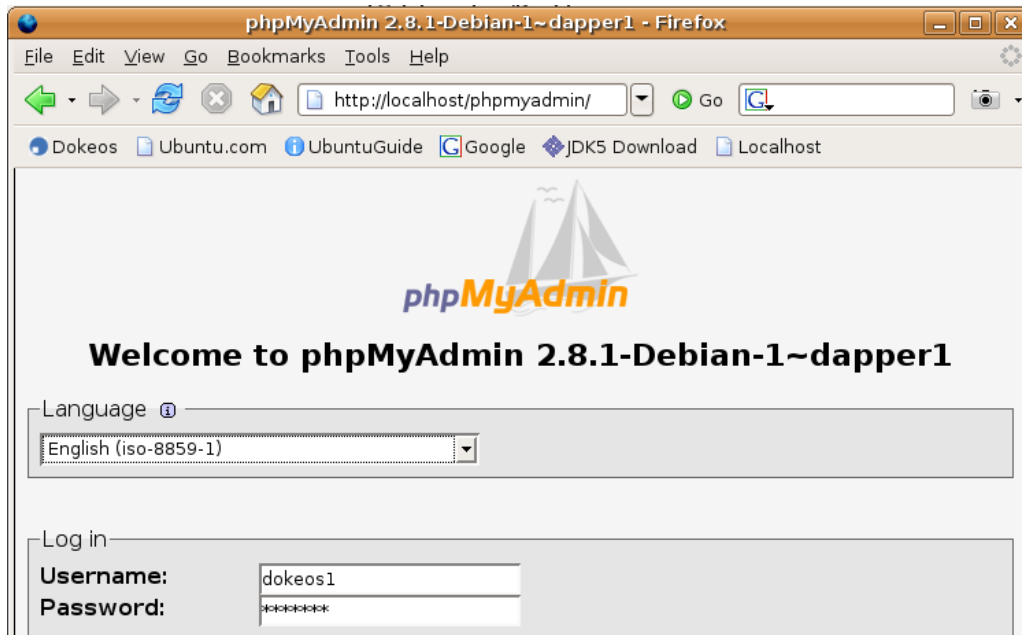 phpMyAdmin 2.8.1-Debian-1~dapper1 - Firefox
File Edit View Go Bookmarks Tools Help
http://localhost/phpmyadmin/ Go G
Dokeos Ubuntu.com UbuntuGuide G Google JDK5 Download Localhost
phpMyAdmin
Welcome to phpMyAdmin 2.8.1-Debian-1~dapper1
Language
English (iso-8859-1)
Log in
Username: dokeos1
Password: *******